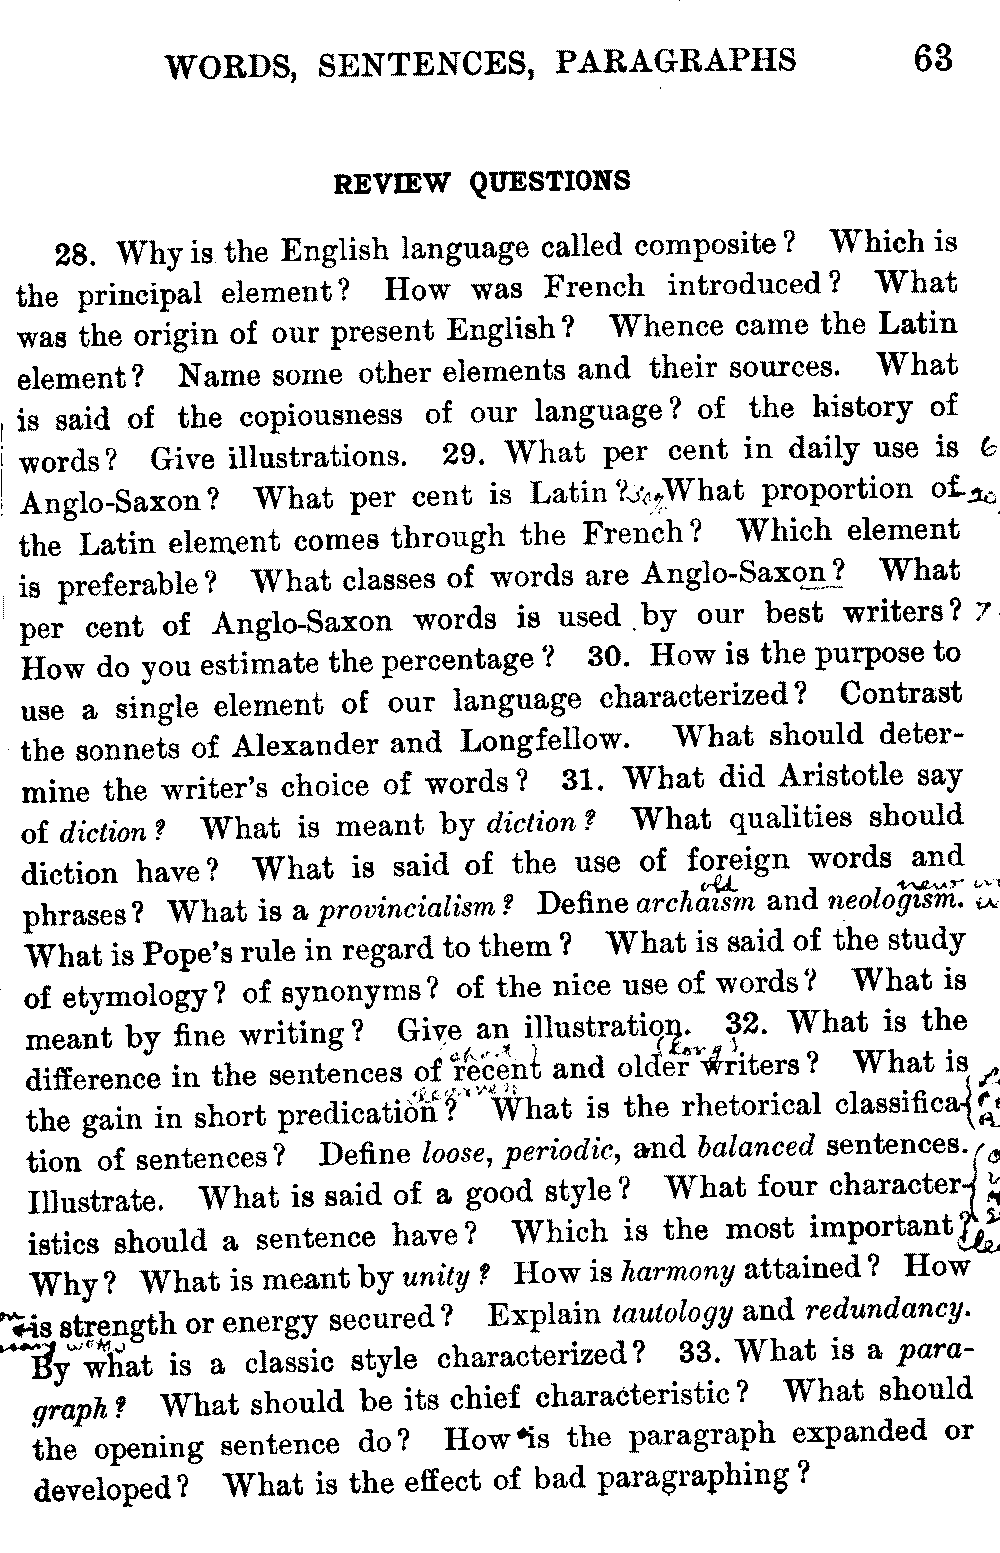 WORDS, SENTENCES, PARAGRAPHS 63
REVIEW QUESTIONS
28. Why is the English language called composite? Which is
the principal element? How was French introduced? What
was the origin of our present English? Whence came the Latin
element? Name some other elements and their sources. What
is said of the copiousness of our language? of the history of
words? Give illustrations. 29. What per cent in daily use is
Anglo-Saxon? What per cent is Latin? What proportion of
the Latin element comes through the French? Which element
is preferable? What classes of words are Anglo-Saxon? What
per cent of Anglo-Saxon words is used by our best writers? 7
How do you estimate the percentage? 30. How is the purpose to
use a single element of our language characterized? Contrast
the sonnets of Alexander and Longfellow. What should deter-
mine the writer's choice of words? 31. What did Aristotle say
of diction? What is meant by diction? What qualities should
diction have? What is said of the use of foreign words and
old
phrases? What is a provincialism? Define archaism and neologism.
What is Pope's rule in regard to them? What is said of the study
of etymology? of synonyms? of the nice use of words? What is
meant by fine writing? Give an illustration. 32. What is the
short (long)
difference in the sentences of recent and older writers? What is
the gain in short predication? What is the rhetorical classifica-
tion of sentences? Define loose, periodic, and balanced sentences.
Illustrate. What is said of a good style? What four character-
istics should a sentence have? Which is the most important?
Why? What is meant by unity? How is harmony attained? How
is strength or energy secured? Explain tautology and redundancy.
By what is a classic style characterized? 33. What is a para-
graph? What should be its chief characteristic? What should
the opening sentence do? How is the paragraph expanded or
developed? What is the effect of bad paragraphing?